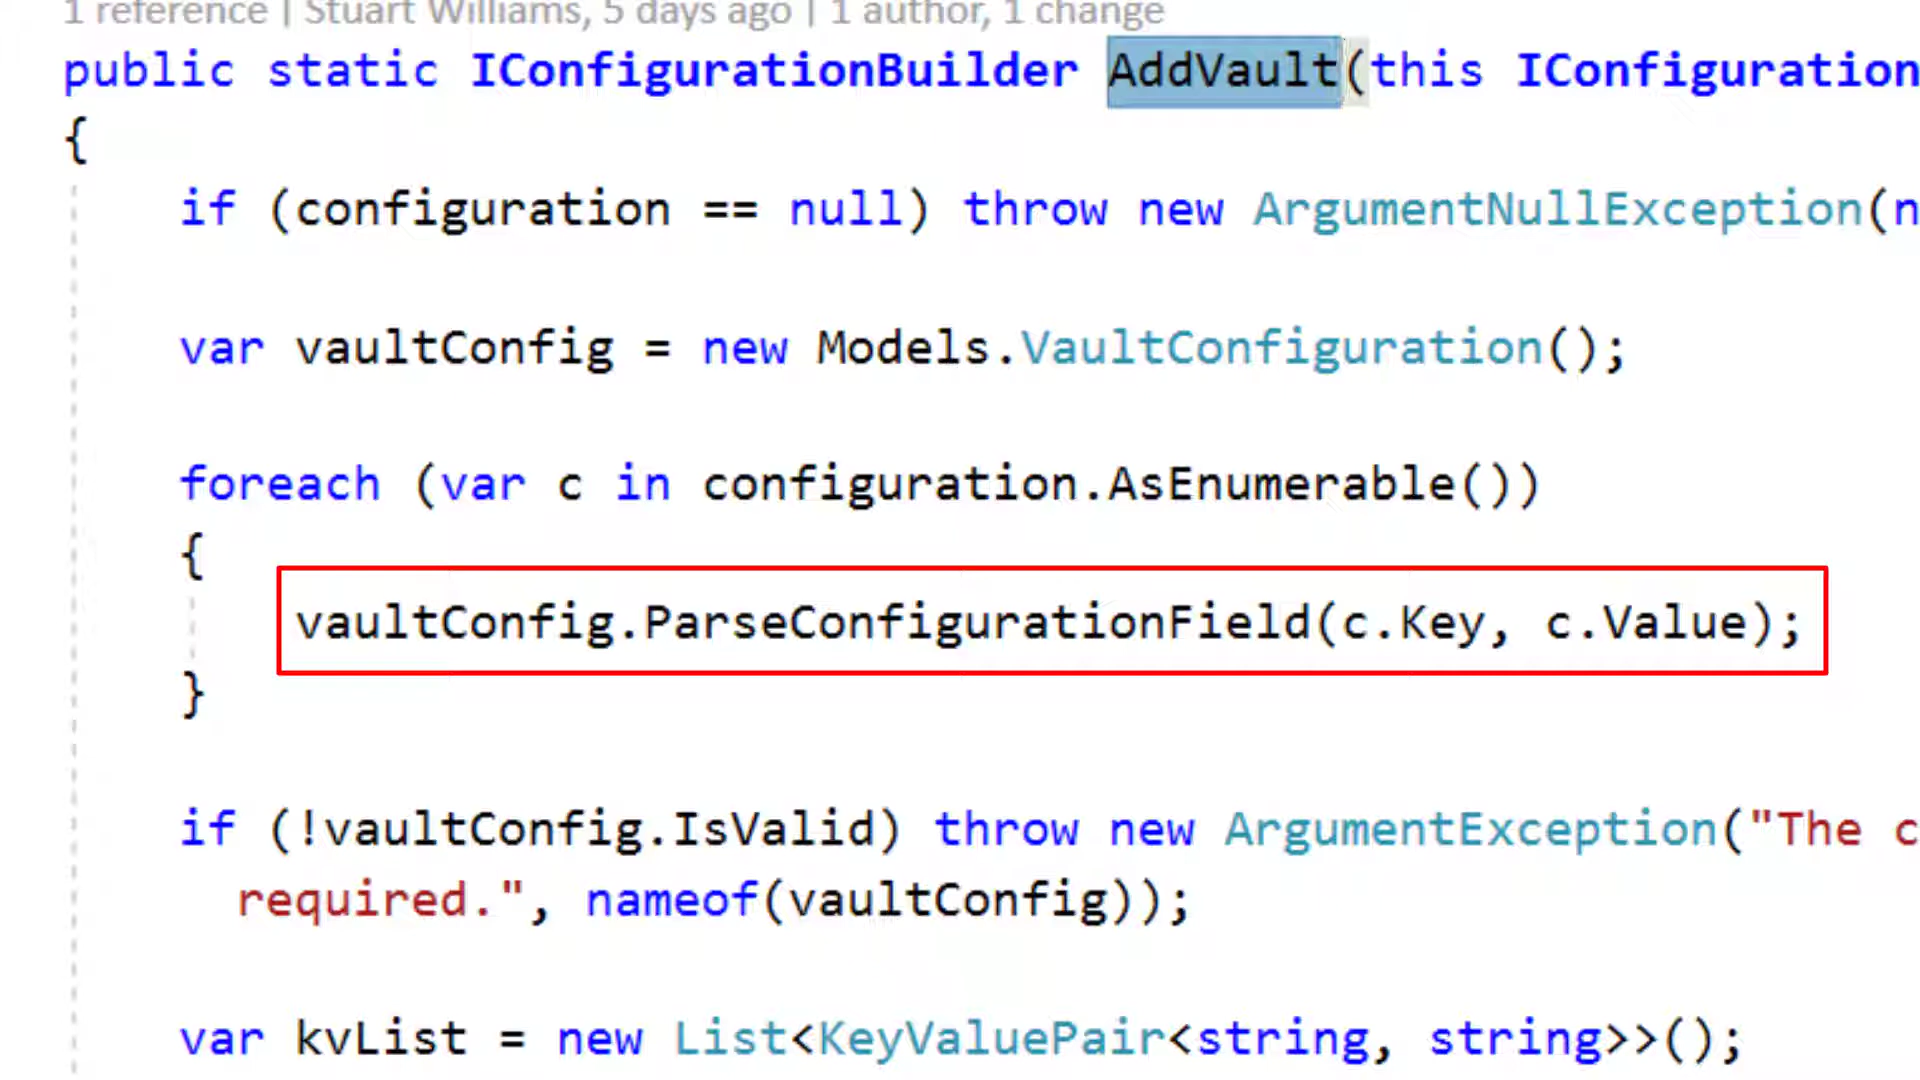 1 reference | Stuart Williams, 5 days ago | 1 author, 1 change
public static IConfigurationBuilder AddVault(this IConfiguration
{
if (configuration == null) throw new ArgumentNullException(n
var vaultConfig = new Models.VaultConfiguration();
foreach (var c in configuration.AsEnumerable())
{
vaultConfig.ParseConfigurationField(c.Key, c.Value);
}
if (!vaultConfig.IsValid) throw new ArgumentException("The c
required.", nameof(vaultConfig));
var kvList = new List<KeyValuePair<string, string>>();